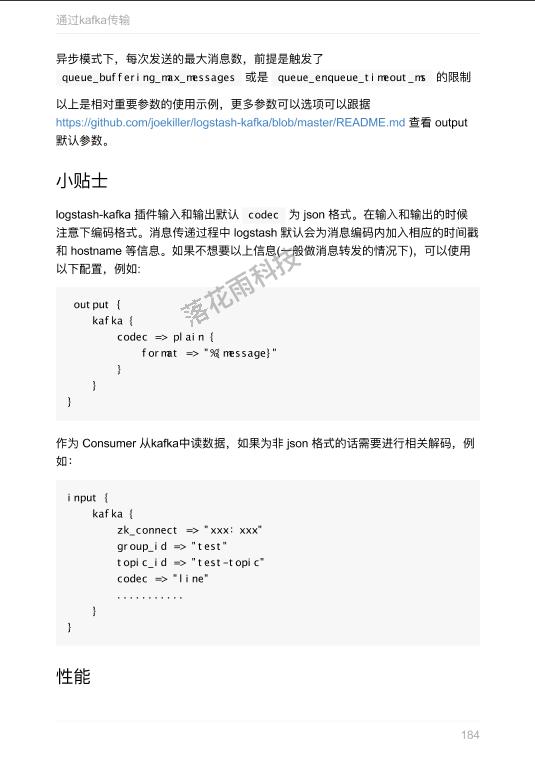 通过kafka传输
异步模式下，每次发送的最大消息数，前提是触发了
queue_buffering_max_messages 或是 queue_enqueue_timeout_ms 的限制
以上是相对重要参数的使用示例，更多参数可以选项可以跟据
https://github.com/joekiller/logstash-kafka/blob/master/README.md 查看 output
默认参数。
小贴士
logstash-kafka 插件输入和输出默认 codec 为 json 格式。在输入和输出的时候
注意下编码格式。消息传递过程中 logstash 默认会为消息编码内加入相应的时间戳
和 hostname 等信息。如果不想要以上信息(一般做消息转发的情况下)，可以使用
以下配置，例如:
落花雨科技
output {
kafka {
codec => plain {
format => "%{message}"
}
}
}
作为 Consumer 从kafka中读数据，如果为非 json 格式的话需要进行相关解码，例
如：
input {
kafka {
zk_connect => "xxx：xxx"
group_id => "test"
topic_id => "test-topic"
codec => "line"
...........
}
}
性能
184